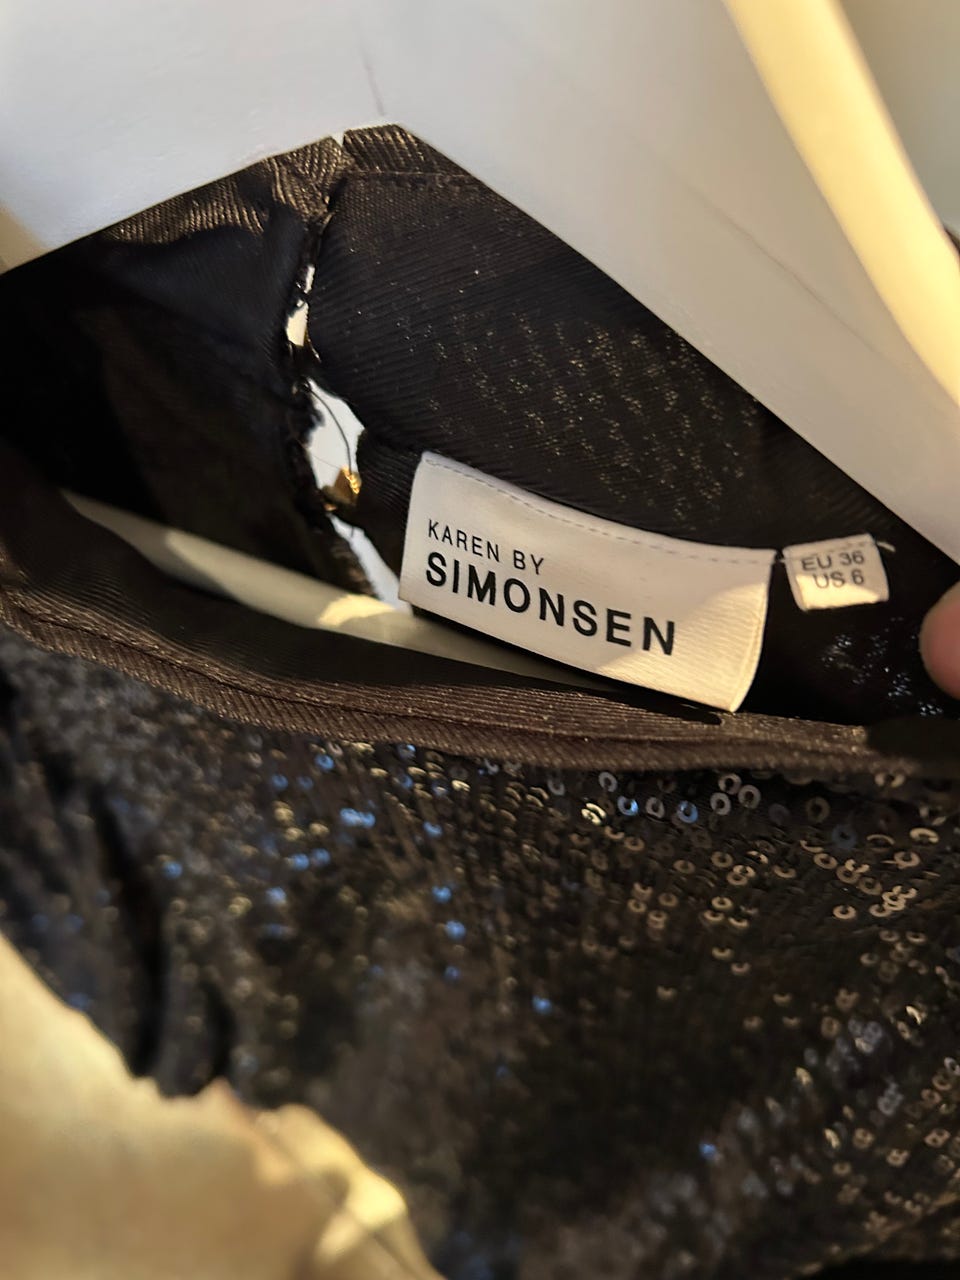 KAREN BY
SIMONSEN
EU 36
US 6